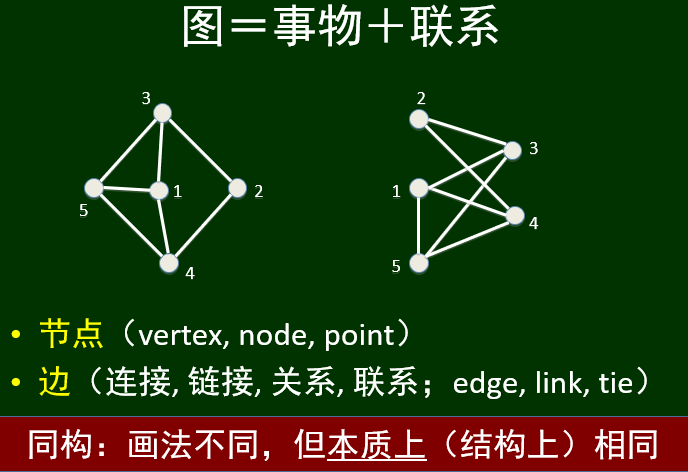 图＝事物＋联系
3
5
1
2
4
2
3
1
4
5
• 节点（vertex, node, point）
• 边（连接, 链接, 关系, 联系；edge, link, tie）
同构：画法不同，但本质上（结构上）相同